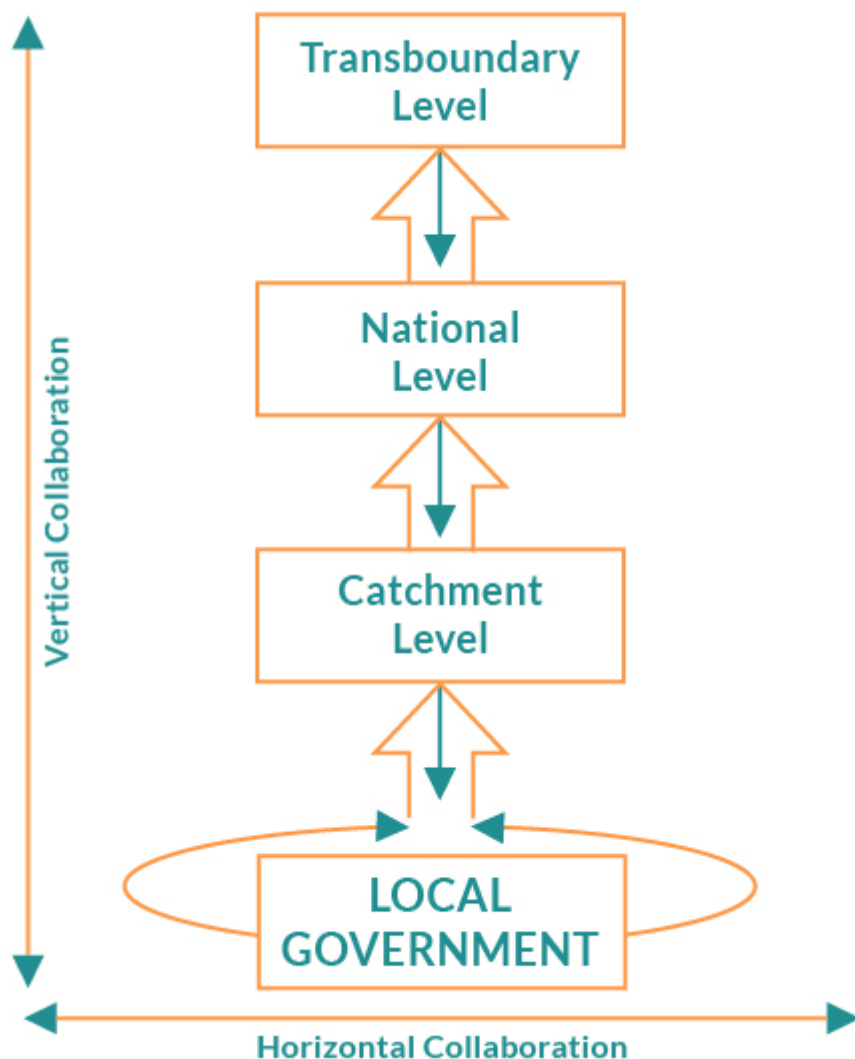 Transboundary
Level
National
Level
Vertical Collaboration
Catchment
Level
LOCAL
GOVERNMENT
Horizontal Collaboration